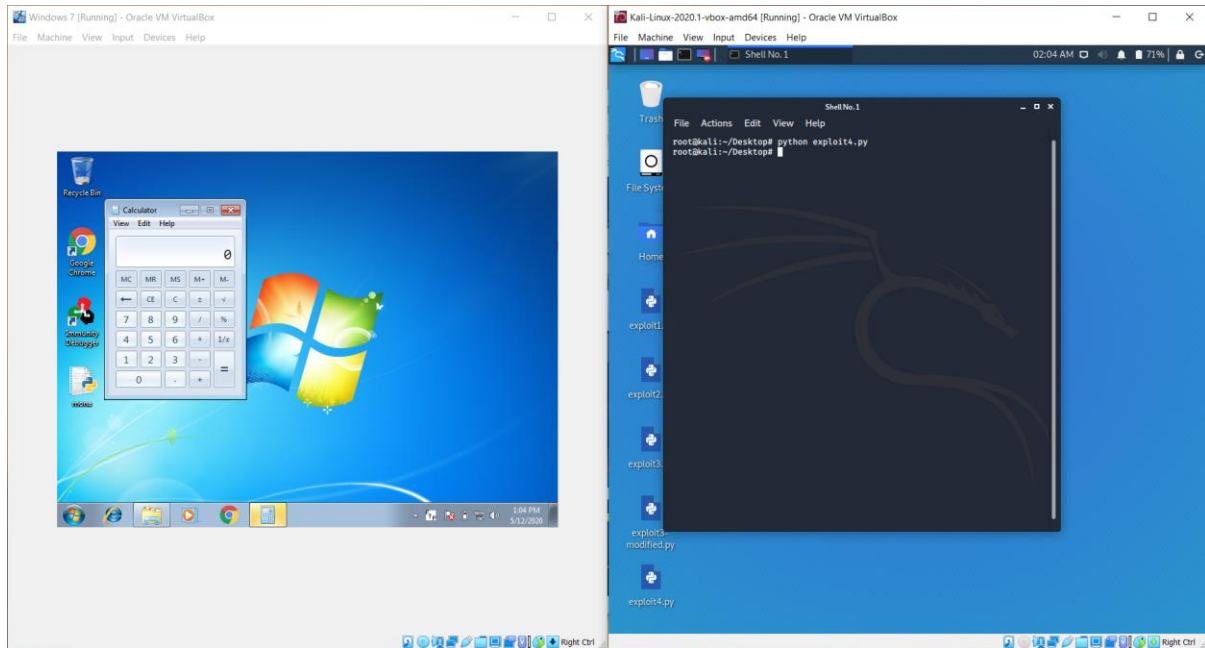 Windows 7 [Running] - Oracle VM VirtualBox
File Machine View Input Devices Help
Recycle Bin
Google
Chrome
Immunity
Debugger
mona
Calculator
View Edit Help
0
MC MR MS M+ M-
← CE C ± √
7 8 9 / %
4 5 6 * 1/x
1 2 3 - =
0 . +
1:04 PM
5/12/2020
Right Ctrl
Kali-Linux-2020.1-vbox-amd64 [Running] - Oracle VM VirtualBox
File Machine View Input Devices Help
Shell No. 1
02:04 AM
71%
Trash
File Syst
Home
exploit1.
exploit2.
exploit3.
exploit3-
modified.py
exploit4.py
Shell No. 1
File Actions Edit View Help
root@kali:~/Desktop# python exploit4.py
root@kali:~/Desktop#
Right Ctrl